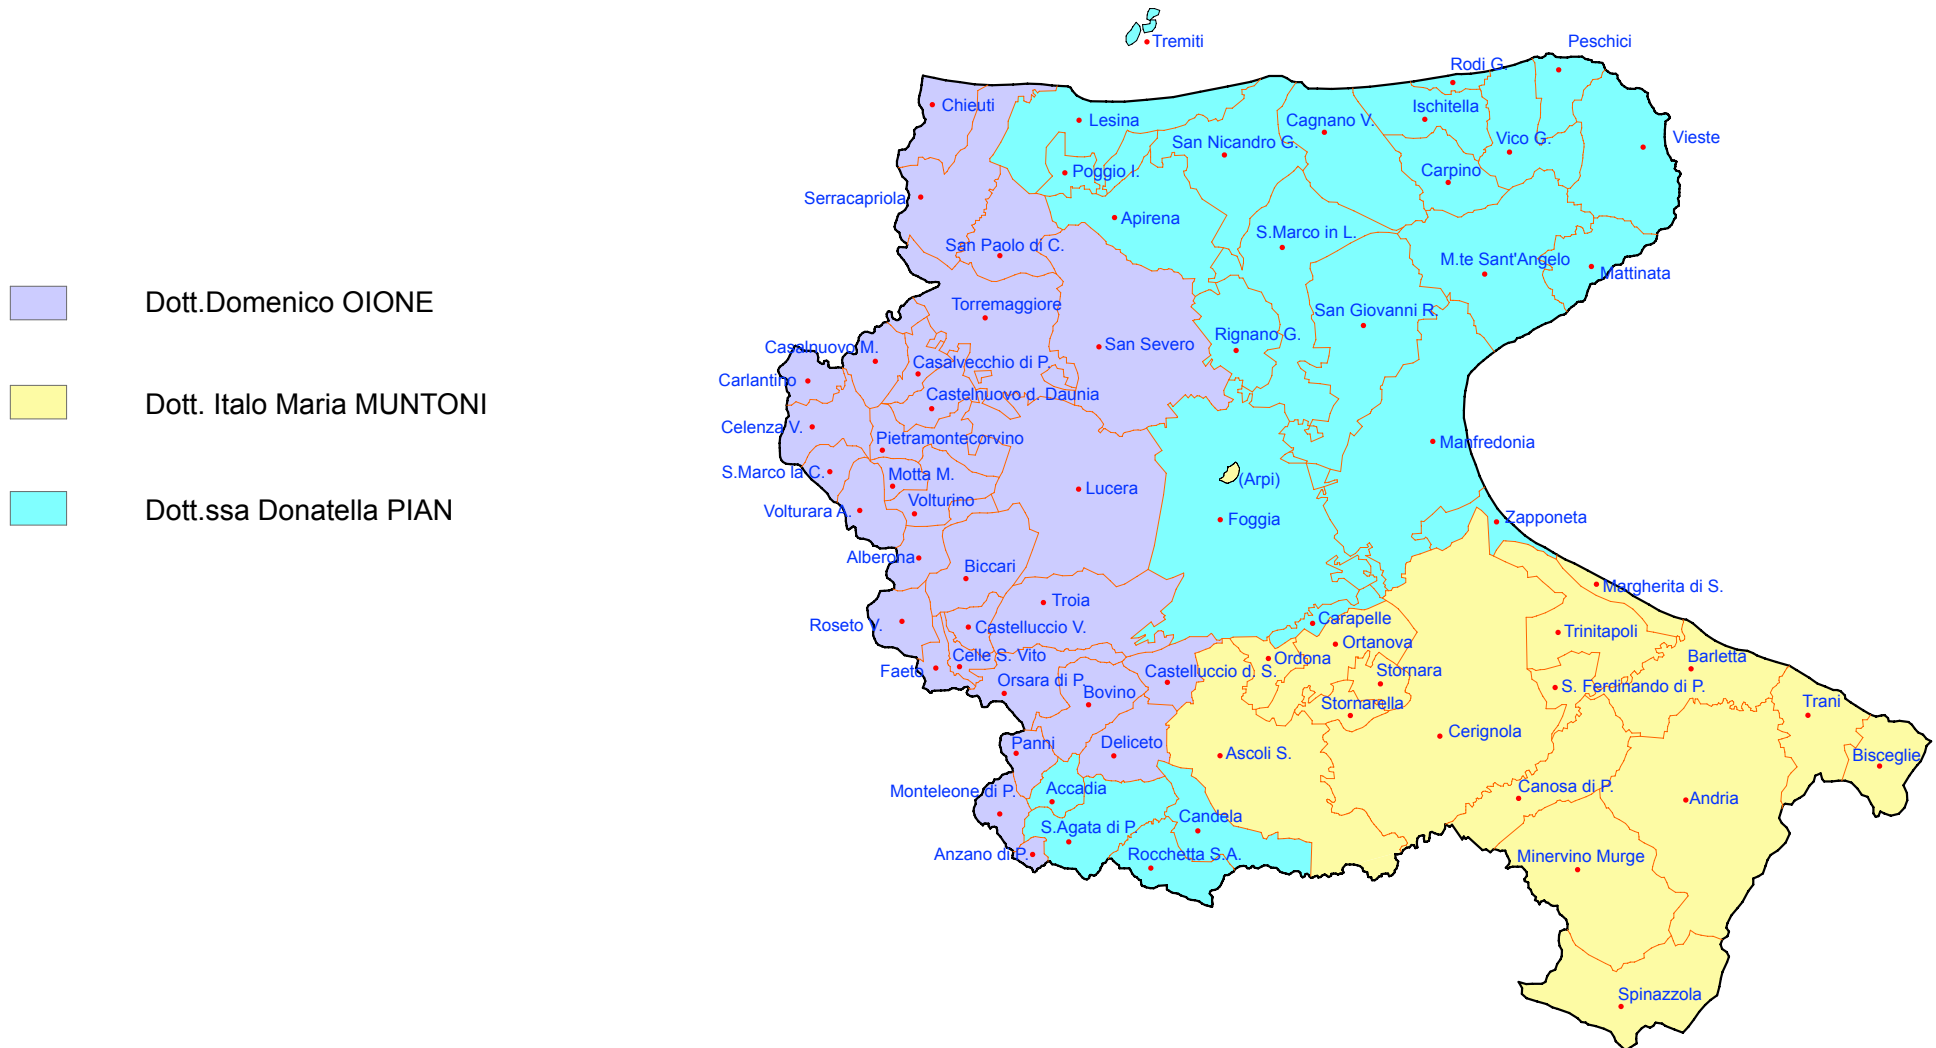 Dott.Domenico OIONE
Dott. Italo Maria MUNTONI
Dott.ssa Donatella PIAN
Tremiti
Peschici
Rodi G.
Chieuti
Lesina
Ischitella
Cagnano V.
San Nicandro G.
Vico G.
Vieste
Poggio I.
Carpino
Serracapriola
Apirena
S.Marco in L.
San Paolo di C.
M.te Sant'Angelo
Mattinata
Torremaggiore
San Giovanni R.
Rignano G.
San Severo
Casalnuovo M.
Casalvecchio di P.
Carlantino
Castelnuovo d. Daunia
Celenza V.
Pietramontecorvino
Manfredonia
S.Marco la C.
Motta M.
(Arpi)
Lucera
Volturino
Volturara A.
Foggia
Zapponeta
Alberona
Biccari
Margherita di S.
Troia
Roseto V.
Castelluccio V.
Carapelle
Trinitapoli
Ortanova
Celle S. Vito
Ordona
Faeto
Castelluccio d. S.
Stornara
Barletta
Orsara di P.
S. Ferdinando di P.
Bovino
Stornarella
Trani
Cerignola
Panni
Deliceto
Ascoli S.
Bisceglie
Monteleone di P.
Accadia
Canosa di P.
Andria
Candela
S.Agata di P.
Anzano di P.
Rocchetta S.A.
Minervino Murge
Spinazzola